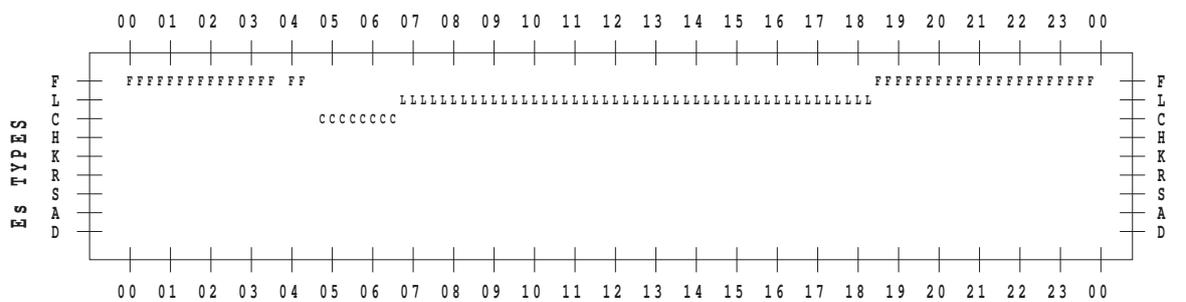 00 01 02 03 04 05 06 07 08 09 10 11 12 13 14 15 16 17 18 19 20 21 22 23 00
F FFFFFFFFFFFFFFF FF FFFFFFFFFFFFFFFFFFFFFF F
L LLLLLLLLLLLLLLLLLLLLLLLLLLLLLLLLLLLLLLLLLLLLLLL L
C CCCCCCCC C
H H
K K
R R
S S
A A
D D
Es TYPES
00 01 02 03 04 05 06 07 08 09 10 11 12 13 14 15 16 17 18 19 20 21 22 23 00